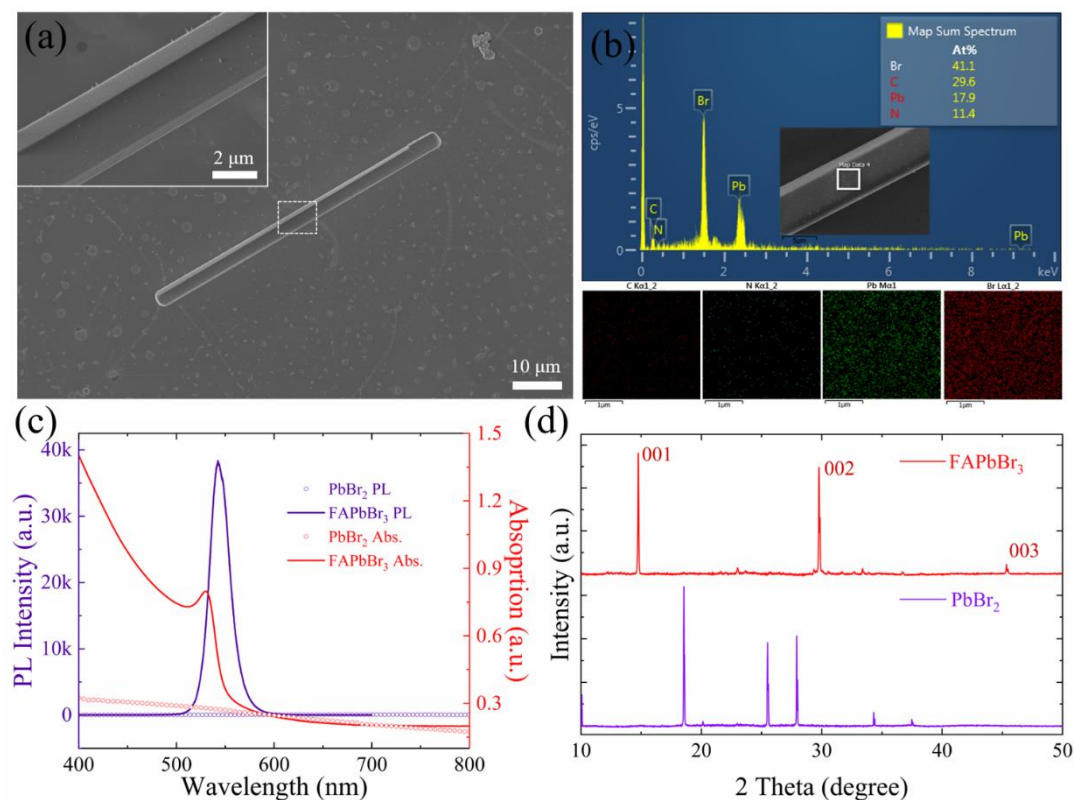 (a)
2 μm
10 μm
(b)
Map Sum Spectrum
At%
Br 41.1
C 29.6
Pb 17.9
N 11.4
cps/eV
5
0
Br
Pb
C
N
Pb
Map Data 4
0 2 4 6 8 keV
C Kα1_2
N Kα1_2
Pb Mα1
Br Lα1_2
1μm
1μm
1μm
1μm
(c)
PL Intensity (a.u.)
40k
30k
20k
10k
0
PbBr2 PL
FAPbBr3 PL
PbBr2 Abs.
FAPbBr3 Abs.
1.5
1.2
0.9
0.6
0.3
0.0
Absoprtion (a.u.)
400 500 600 700 800
Wavelength (nm)
(d)
Intensity (a.u.)
001
002
003
FAPbBr3
PbBr2
10 20 30 40 50
2 Theta (degree)